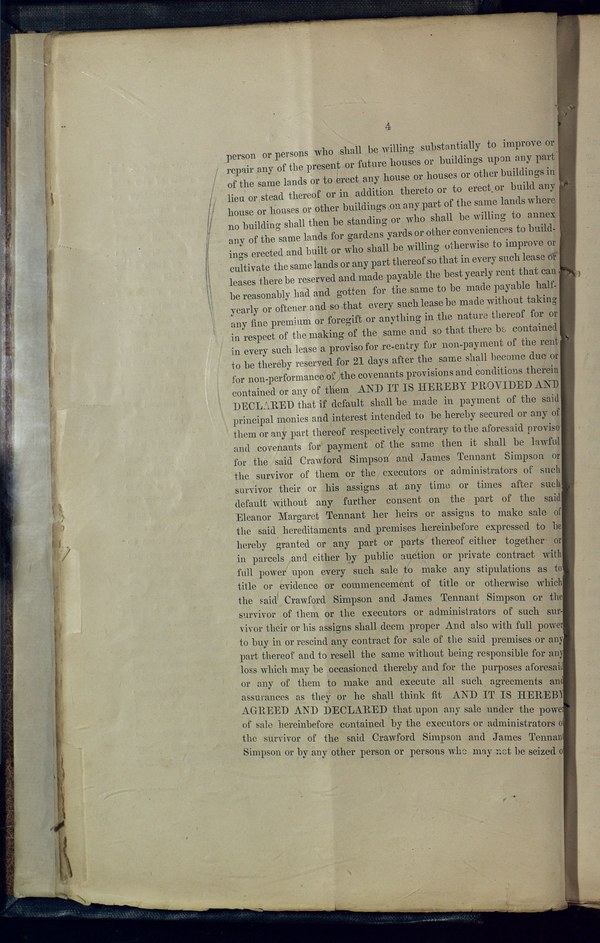 4
person or persons who shall be willing substantially to improve or
repair any of the present or future houses or buildings upon any part
of the same lands or to erect any house or houses or other buildings in
lieu or stead thereof or in addition thereto or to erect or build any
house or houses or other buildings on any part of the same lands where
no building shall then be standing or who shall be willing to annex
any of the same lands for gardens yards or other conveniences to build-
ings erected and built or who shall be willing otherwise to improve or
cultivate the same lands or any part thereof so that in every such lease or
leases there be reserved and made payable the best yearly rent that can
be reasonably had and gotten for the same to be made payable half-
yearly or oftener and so that every such lease be made without taking
any fine premium or foregift or anything in the nature thereof for or
in respect of the making of the same and so that there be contained
in every such lease a proviso for re-entry for non-payment of the rent
to be thereby reserved for 21 days after the same shall become due or
for non-performance of the covenants provisions and conditions therein
contained or any of them AND IT IS HEREBY PROVIDED AND
DECLARED that if default shall be made in payment of the said
principal monies and interest intended to be hereby secured or any of
them or any part thereof respectively contrary to the aforesaid proviso
and covenants for payment of the same then it shall be lawful
for the said Crawford Simpson and James Tennant Simpson or
the survivor of them or the executors or administrators of such
survivor their or his assigns at any time or times after such
default without any further consent on the part of the said
Eleanor Margaret Tennant her heirs or assigns to make sale of
the said hereditaments and premises hereinbefore expressed to be
hereby granted or any part or parts thereof either together or
in parcels and either by public auction or private contract with
full power upon every such sale to make any stipulations as to
title or evidence or commencement of title or otherwise which
the said Crawford Simpson and James Tennant Simpson or the
survivor of them or the executors or administrators of such sur-
vivor their or his assigns shall deem proper And also with full power
to buy in or rescind any contract for sale of the said premises or any
part thereof and to resell the same without being responsible for any
loss which may be occasioned thereby and for the purposes aforesai
or any of them to make and execute all such agreements and
assurances as they or he shall think fit AND IT IS HEREBY
AGREED AND DECLARED that upon any sale under the powe
of sale hereinbefore contained by the executors or administrators o
the survivor of the said Crawford Simpson and James Tennan
Simpson or by any other person or persons who may not be seized o